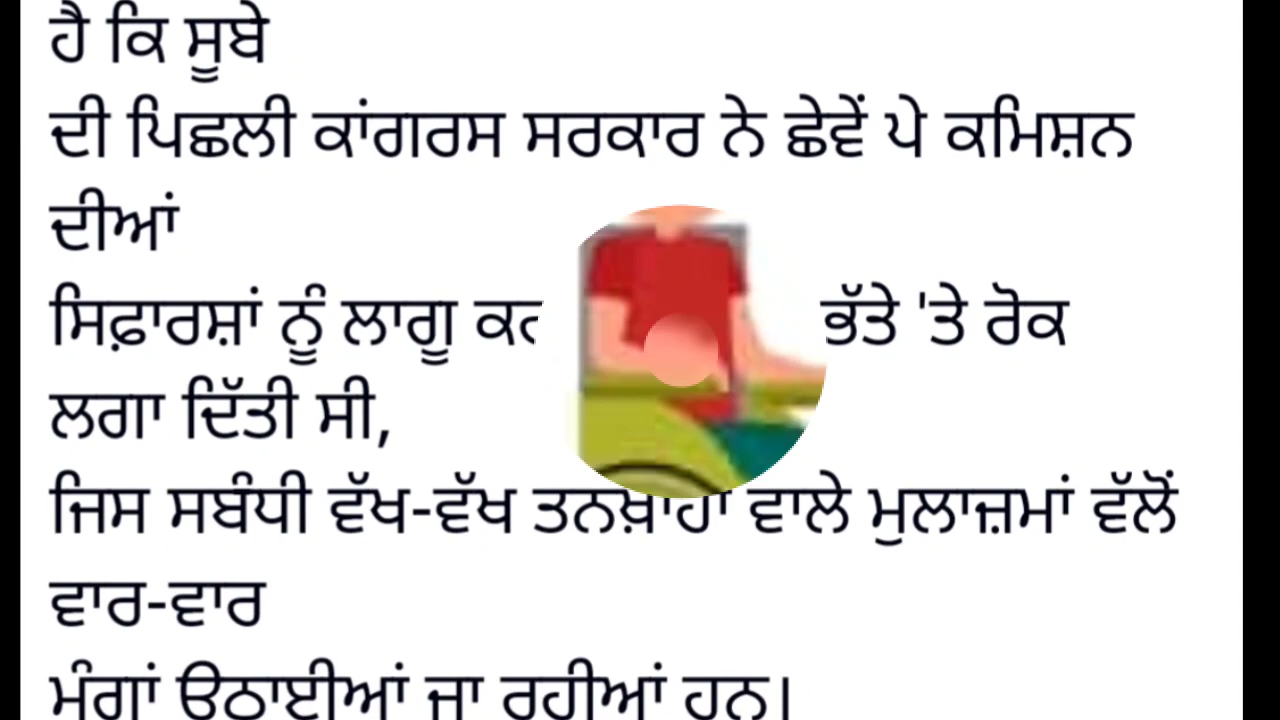 ਹੈ ਕਿ ਸੂਬੇ
ਦੀ ਪਿਛਲੀ ਕਾਂਗਰਸ ਸਰਕਾਰ ਨੇ ਛੇਵੇਂ ਪੇ ਕਮਿਸ਼ਨ
ਦੀਆਂ
ਸਿਫ਼ਾਰਸ਼ਾਂ ਨੂੰ ਲਾਗੂ ਭੱਤੇ 'ਤੇ ਰੋਕ
ਲਗਾ ਦਿੱਤੀ ਸੀ,
ਜਿਸ ਸਬੰਧੀ ਵੱਖ-ਵੱਖ ਤਨਖ਼ਾਹਾਂ ਵਾਲੇ ਮੁਲਾਜ਼ਮਾਂ ਵੱਲੋਂ
ਵਾਰ-ਵਾਰ
ਮੰਗਾਂ ਉਠਾਈਆਂ ਜਾ ਰਹੀਆਂ ਹਨ।